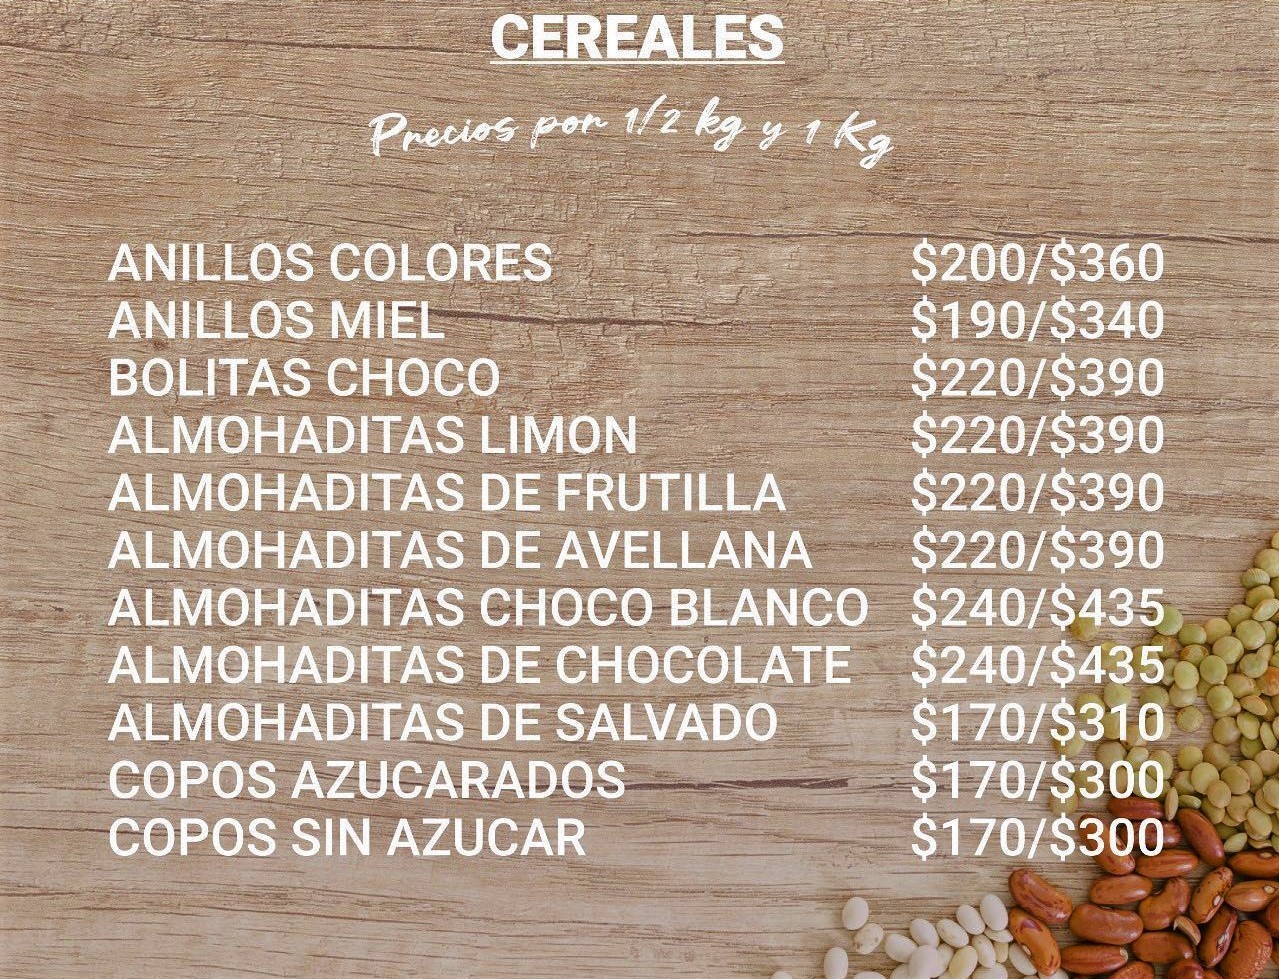 CEREALES
Precios por 1/2 kg y 1 Kg
ANILLOS COLORES $200/$360
ANILLOS MIEL $190/$340
BOLITAS CHOCO $220/$390
ALMOHADITAS LIMON $220/$390
ALMOHADITAS DE FRUTILLA $220/$390
ALMOHADITAS DE AVELLANA $220/$390
ALMOHADITAS CHOCO BLANCO $240/$435
ALMOHADITAS DE CHOCOLATE $240/$435
ALMOHADITAS DE SALVADO $170/$310
COPOS AZUCARADOS $170/$300
COPOS SIN AZUCAR $170/$300